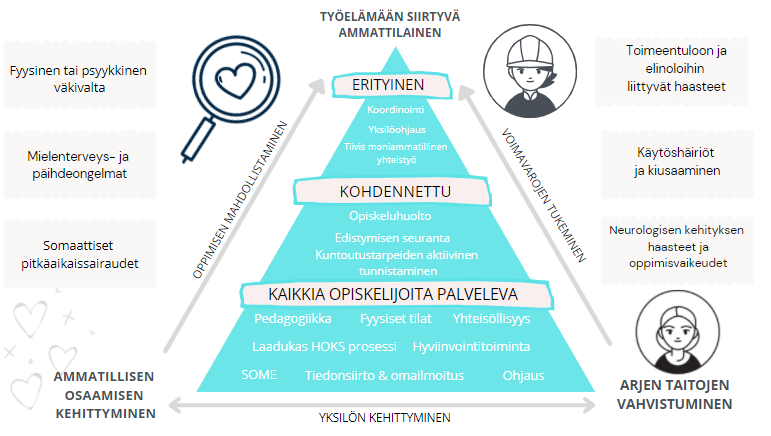 TYÖELÄMÄÄN SIIRTYVÄ
AMMATTILAINEN
Fyysinen tai psyykkinen
väkivalta
Mielenterveys- ja
päihdeongelmat
Somaattiset
pitkäaikaissairaudet
Toimeentuloon ja
elinoloihin
liittyvät haasteet
Käytöshäiriöt
ja kiusaaminen
Neurologisen kehityksen
haasteet ja
oppimisvaikeudet
OPPIMISEN MAHDOLLISTAMINEN
VOIMAVAROJEN TUKEMINEN
ERITYINEN
Koordinointi
Yksilöohjaus
Tiivis moniammatillinen
yhteistyö
KOHDENNETTU
Opiskeluhuolto
Edistymisen seuranta
Kuntoutustarpeiden aktiivinen
tunnistaminen
KAIKKIA OPISKELIJOITA PALVELEVA
Pedagogiikka Fyysiset tilat Yhteisöllisyys
Laadukas HOKS prosessi Hyviinvointitoiminta
SOME Tiedonsiirto & omailmoitus Ohjaus
AMMATILLISEN
OSAAMISEN
KEHITTYMINEN
ARJEN TAITOJEN
VAHVISTUMINEN
YKSILÖN KEHITTYMINEN